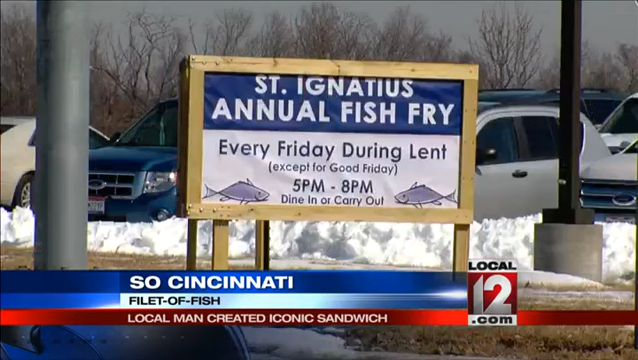 ST. IGNATIUS
ANNUAL FISH FRY
Every Friday During Lent
(except for Good Friday)
5PM - 8PM
Dine In or Carry Out
SO CINCINNATI
FILET-OF-FISH
LOCAL MAN CREATED ICONIC SANDWICH
LOCAL
12
.com